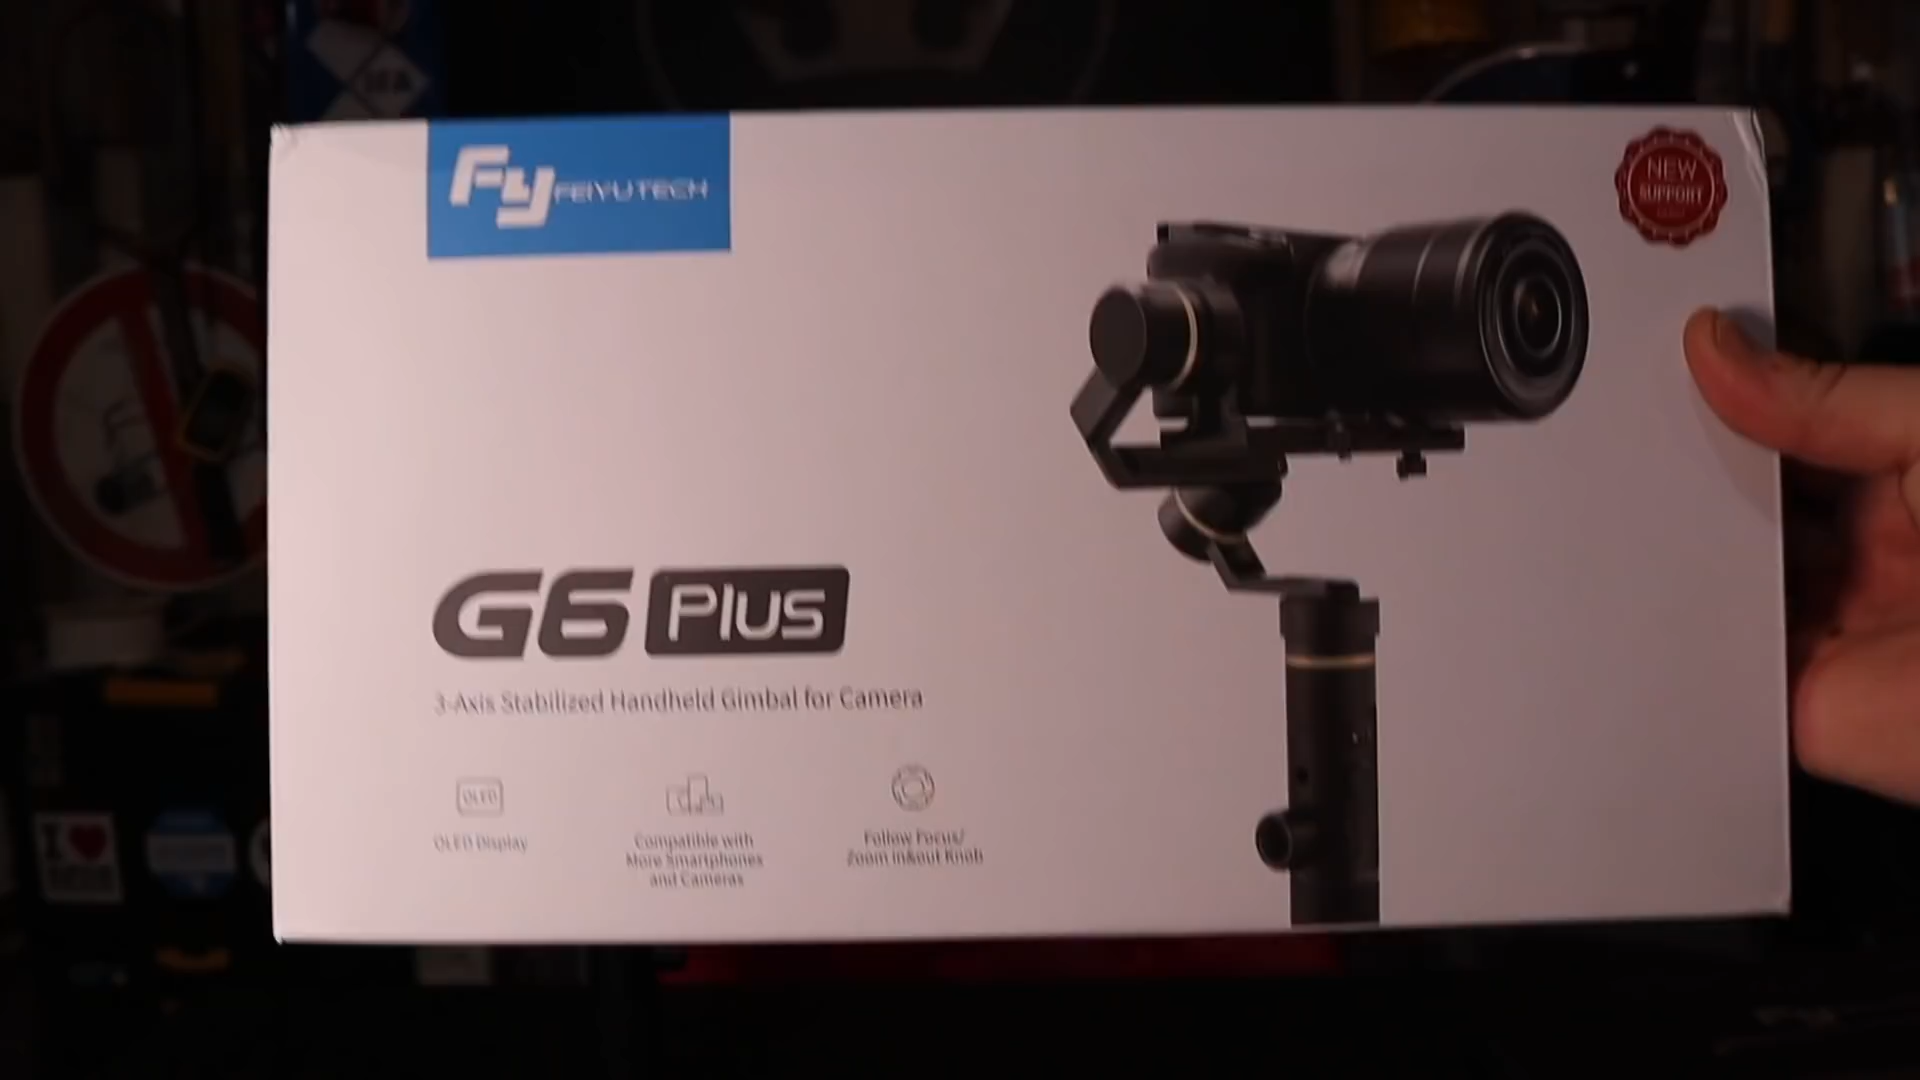 Fy FEIYUTECH
NEW
SUPPORT
G6 Plus
3-Axis Stabilized Handheld Gimbal for Camera
OLED
OLED Display
Compatible with
More Smartphones
and Cameras
Follow Focus/
Zoom in&out Knob
I